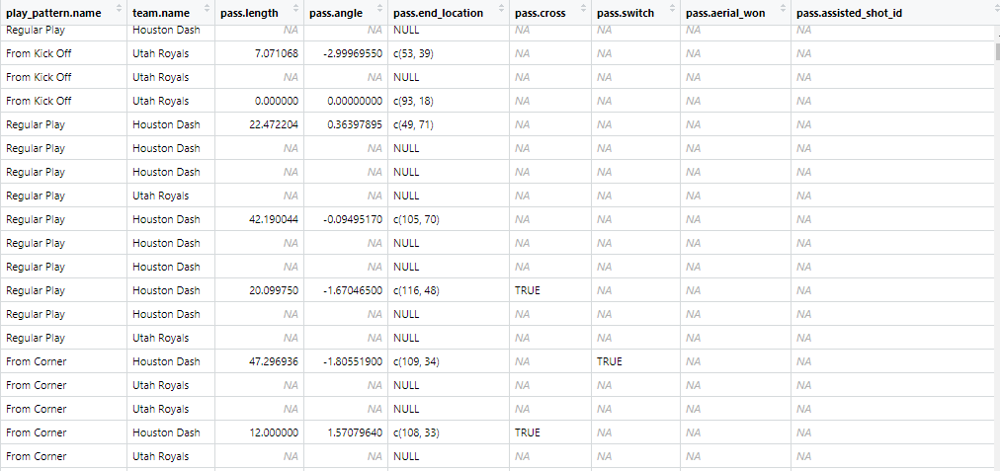 play_pattern.name team.name pass.length pass.angle pass.end_location pass.cross pass.switch pass.aerial_won pass.assisted_shot_id
Regular Play Houston Dash NA NA NULL NA NA NA NA
From Kick Off Utah Royals 7.071068 -2.99969550 c(53, 39) NA NA NA NA
From Kick Off Utah Royals NA NA NULL NA NA NA NA
From Kick Off Utah Royals 0.000000 0.00000000 c(93, 18) NA NA NA NA
Regular Play Houston Dash 22.472204 0.36397895 c(49, 71) NA NA NA NA
Regular Play Houston Dash NA NA NULL NA NA NA NA
Regular Play Houston Dash NA NA NULL NA NA NA NA
Regular Play Utah Royals NA NA NULL NA NA NA NA
Regular Play Houston Dash 42.190044 -0.09495170 c(105, 70) NA NA NA NA
Regular Play Houston Dash NA NA NULL NA NA NA NA
Regular Play Houston Dash NA NA NULL NA NA NA NA
Regular Play Houston Dash 20.099750 -1.67046500 c(116, 48) TRUE NA NA NA
Regular Play Houston Dash NA NA NULL NA NA NA NA
Regular Play Utah Royals NA NA NULL NA NA NA NA
From Corner Houston Dash 47.296936 -1.80551900 c(109, 34) NA TRUE NA NA
From Corner Utah Royals NA NA NULL NA NA NA NA
From Corner Utah Royals NA NA NULL NA NA NA NA
From Corner Houston Dash 12.000000 1.57079640 c(108, 33) TRUE NA NA NA
From Corner Utah Royals NA NA NULL NA NA NA NA